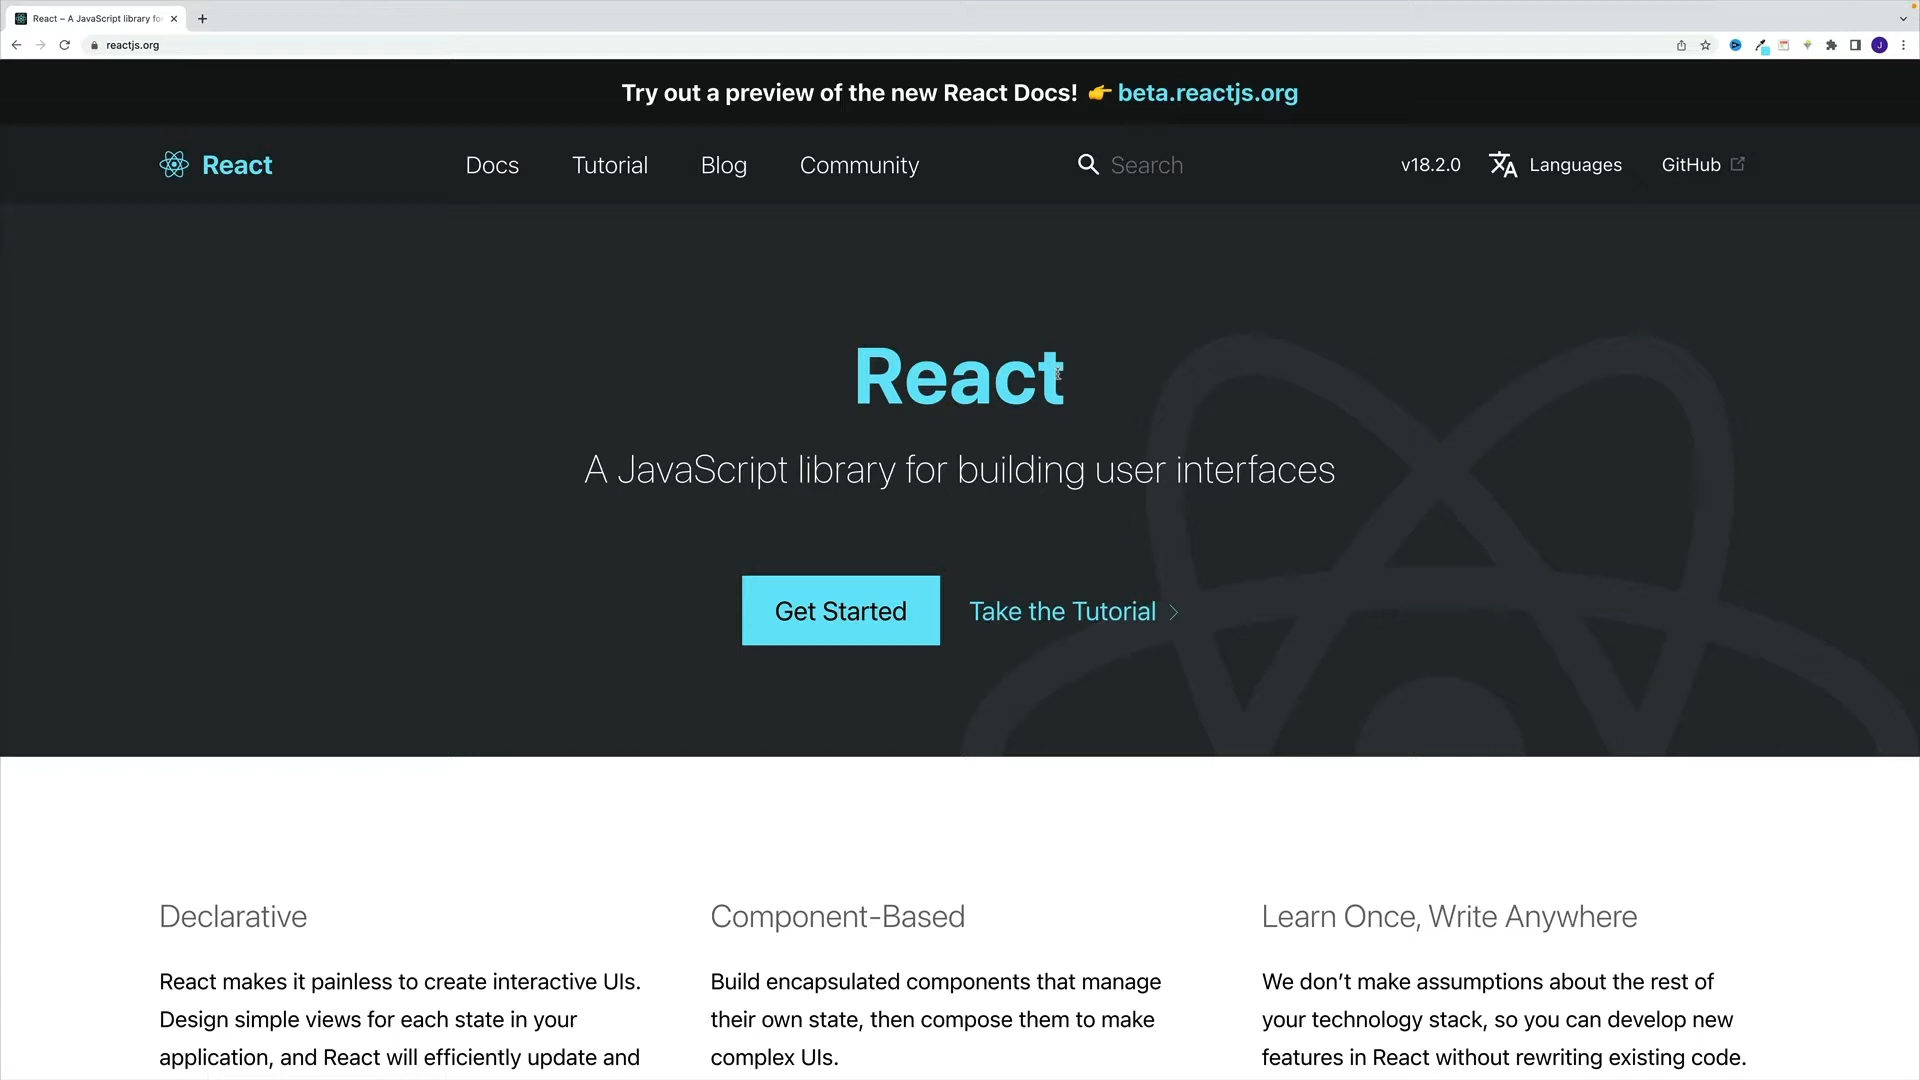 React – A JavaScript library fo
reactjs.org
J
Try out a preview of the new React Docs! 👉 beta.reactjs.org
React
Docs
Tutorial
Blog
Community
Search
v18.2.0
Languages
GitHub
React
A JavaScript library for building user interfaces
Get Started
Take the Tutorial
Declarative
React makes it painless to create interactive UIs.
Design simple views for each state in your
application, and React will efficiently update and
Component-Based
Build encapsulated components that manage
their own state, then compose them to make
complex UIs.
Learn Once, Write Anywhere
We don’t make assumptions about the rest of
your technology stack, so you can develop new
features in React without rewriting existing code.